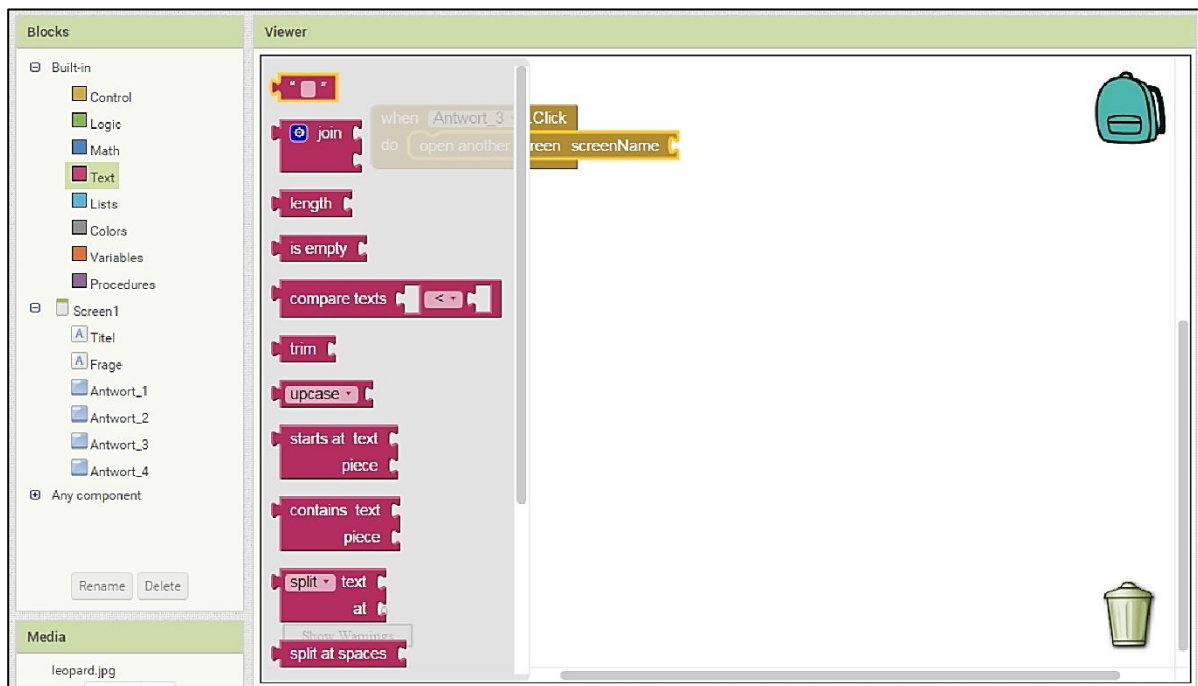 Blocks
Built-in
Control
Logic
Math
Text
Lists
Colors
Variables
Procedures
Screen1
A Titel
A Frage
Antwort_1
Antwort_2
Antwort_3
Antwort_4
Any component
Rename Delete
Media
leopard.jpg
Viewer
“ ”
when Antwort_3 .Click
do open another screen screenName
join
length
is empty
compare texts <
trim
upcase
starts at text
piece
contains text
piece
split text
at
Show Warnings
split at spaces